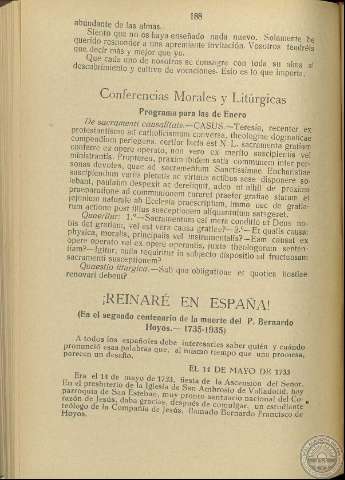 188
abundante de las almas.
Siento que no os haya enseñado nada nuevo. Solamente he
querido responder a una apremiante invitación. Vosotros tendréis
que decir más y mejor que yo.
Que cada uno de nosotros se consagre con toda su alma al
descubrimiento y cultivo de vocaciones. Esto es lo que importa.
Conferencias Morales y Litúrgicas
Programa para las de Enero
De sacramenti causalitate.—CASUS.—Teresia, recenter ex
protestantismo ad catholicismum conversa, theologiae dogmaticae
compendium perlegens, certior facta est N. L. sacramenta gratiam
conferre ex opere operato, non vero ex merito suscipientis vel
ministrantis. Propterea, praxim ibidem satis communem inter per-
sonas devotas, quae ad sacramentum Sanctissimae Eucharistiae
suscipiendum variis pietatis ac virtutis actibus sese disponere so-
lebant, paulatim despexit ac dereliquit, adeo ut nihil de proxima
praeparatione ad communionem curaret praeter gratiae statum et
jejunium naturale ab Ecclesia praescriptum, immo nec de gratia-
rum actione post illius susceptionem aliquantulum satageret.
Quaeritur: 1.º—Sacramentum est mera conditio ut Deus no-
bis det gratiam, vel est vera causa gratiae?—2.º—Et qualis causa:
physica, moralis, principalis vel instrumentalis?—Eam causat ex
opere operato vel ex opere operantis, juxta theologorum senten-
tiam?—Igitur, nulla requiritur in subjecto dispositio ad fructuosam
sacramenti susceptionem?
Quaestio liturgica.—Sub qua obligatione et quoties hostiae
renovari debent?
¡REINARÉ EN ESPAÑA!
(En el segundo centenario de la muerte del P. Bernardo
Hoyos.— 1735-1935)
A todos los españoles debe interesarles saber quién y cuándo
pronunció esas palabras que, al mismo tiempo que una promesa,
parecen un desafío.
EL 14 DE MAYO DE 1733
Era el 14 de mayo de 1733, fiesta de la Ascensión del Señor.
En el presbiterio de la Iglesia de San Ambrosio de Valladolid, hoy
parroquia de San Esteban, muy pronto santuario nacional del Co-
razón de Jesús, daba gracias, después de comulgar, un estudiante
teólogo de la Compañía de Jesús, llamado Bernardo Francisco de
Hoyos.